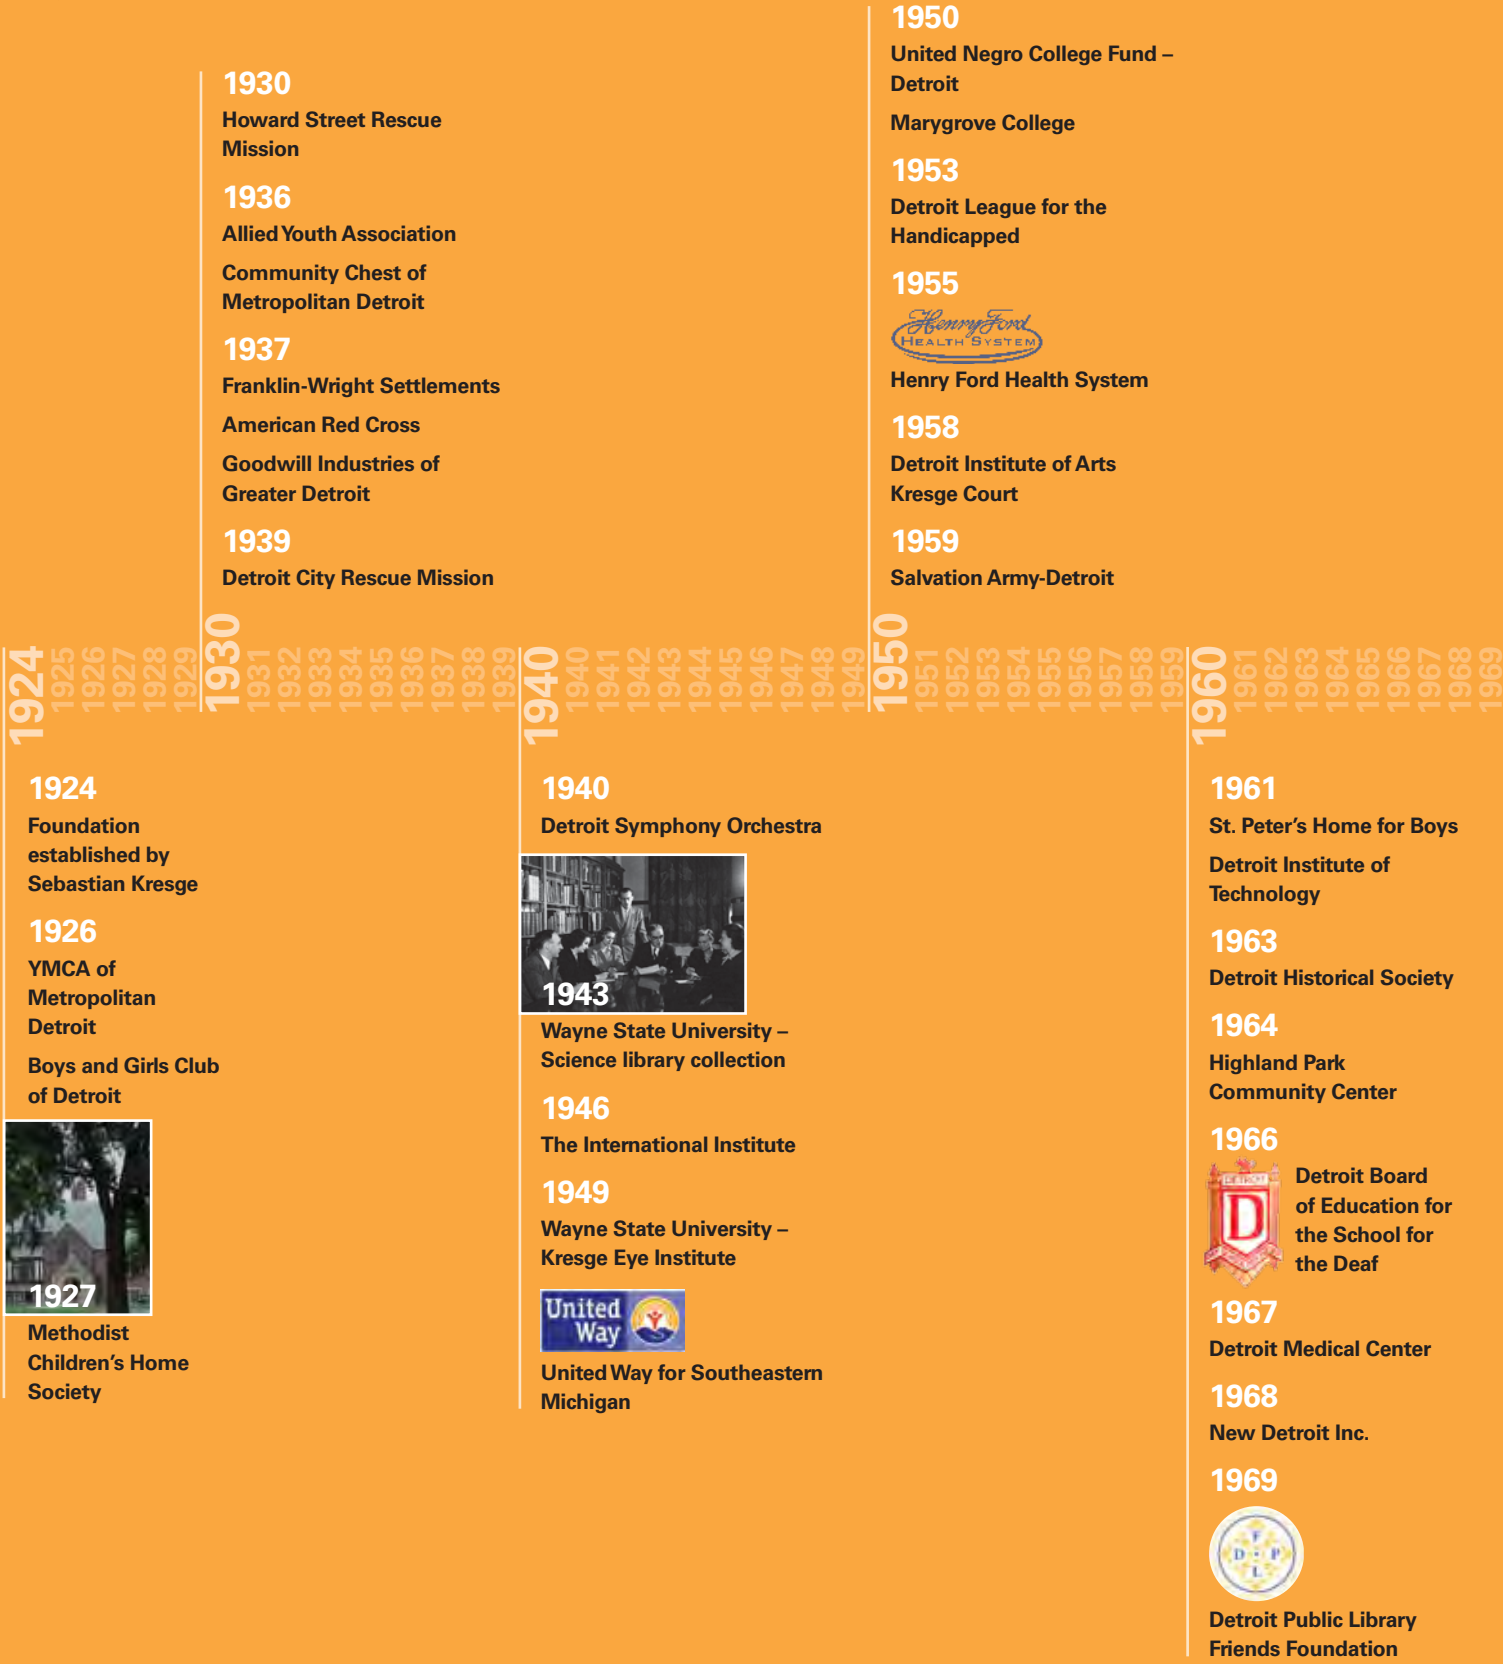 1950
United Negro College Fund –
Detroit
Marygrove College
1953
Detroit League for the
Handicapped
1955
Henry Ford
HEALTH SYSTEM
Henry Ford Health System
1958
Detroit Institute of Arts
Kresge Court
1959
Salvation Army-Detroit
1930
Howard Street Rescue
Mission
1936
Allied Youth Association
Community Chest of
Metropolitan Detroit
1937
Franklin-Wright Settlements
American Red Cross
Goodwill Industries of
Greater Detroit
1939
Detroit City Rescue Mission
1924
1925
1926
1927
1928
1929
1930
1931
1932
1933
1934
1935
1936
1937
1938
1939
1940
1940
1941
1942
1943
1944
1945
1946
1947
1948
1949
1950
1951
1952
1953
1954
1955
1956
1957
1958
1959
1960
1961
1962
1963
1964
1965
1966
1967
1968
1969
1924
Foundation
established by
Sebastian Kresge
1926
YMCA of
Metropolitan
Detroit
Boys and Girls Club
of Detroit
1927
Methodist
Children's Home
Society
1940
Detroit Symphony Orchestra
1943
Wayne State University –
Science library collection
1946
The International Institute
1949
Wayne State University –
Kresge Eye Institute
United
Way
United Way for Southeastern
Michigan
1961
St. Peter's Home for Boys
Detroit Institute of
Technology
1963
Detroit Historical Society
1964
Highland Park
Community Center
1966
DETROIT
D
Detroit Board
of Education for
the School for
the Deaf
1967
Detroit Medical Center
1968
New Detroit Inc.
1969
F
D P
L
Detroit Public Library
Friends Foundation